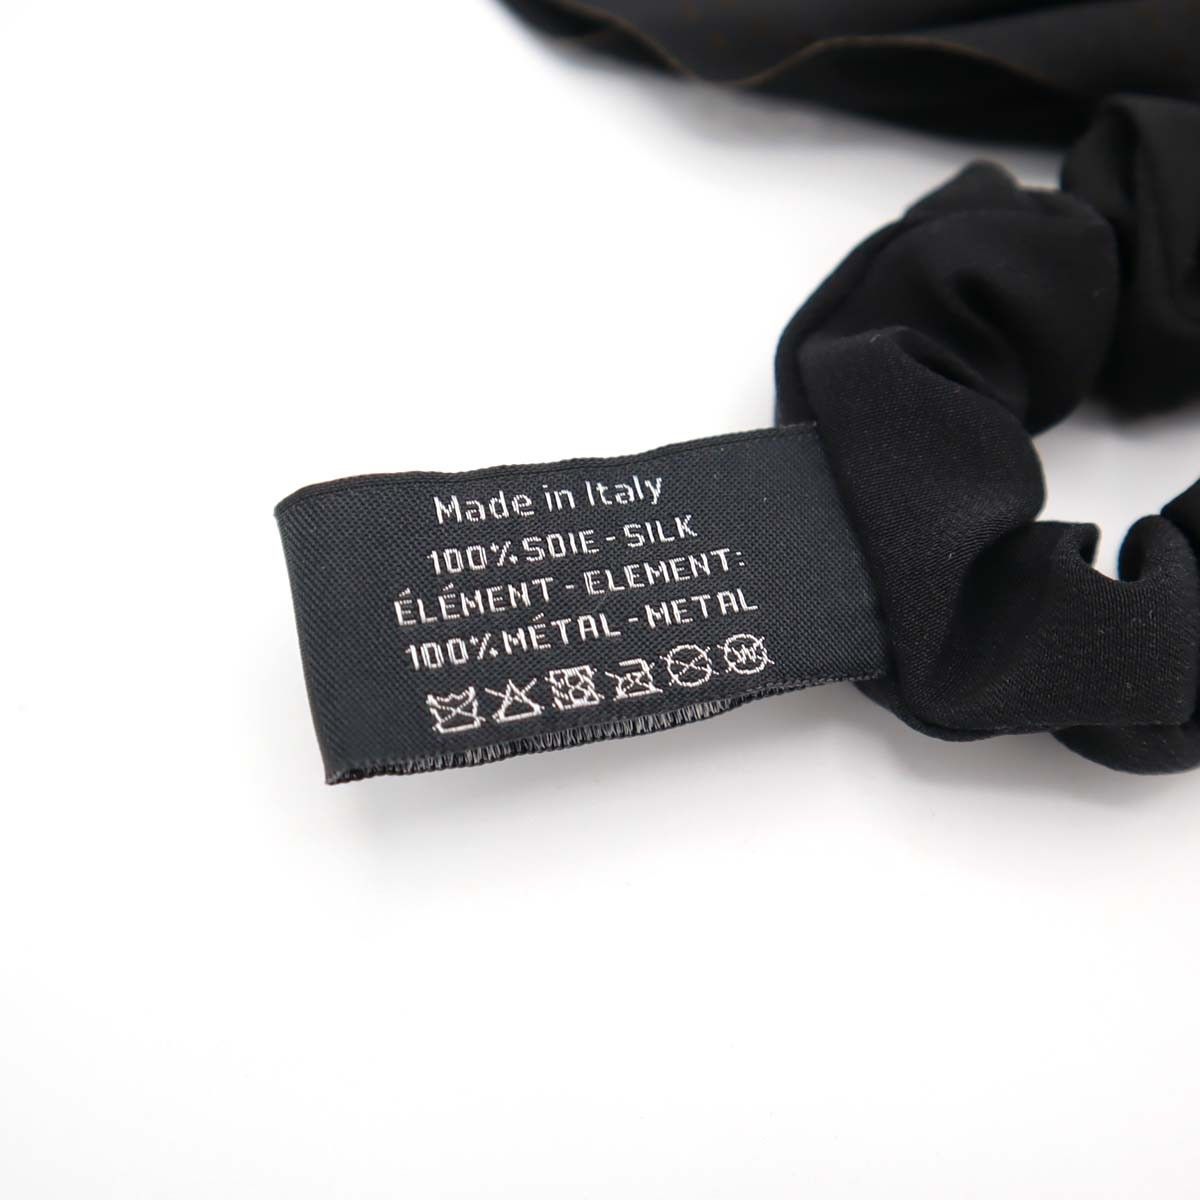 Made in Italy
100% SOIE - SILK
ÉLÉMENT - ELEMENT:
100% MÉTAL - METAL
W